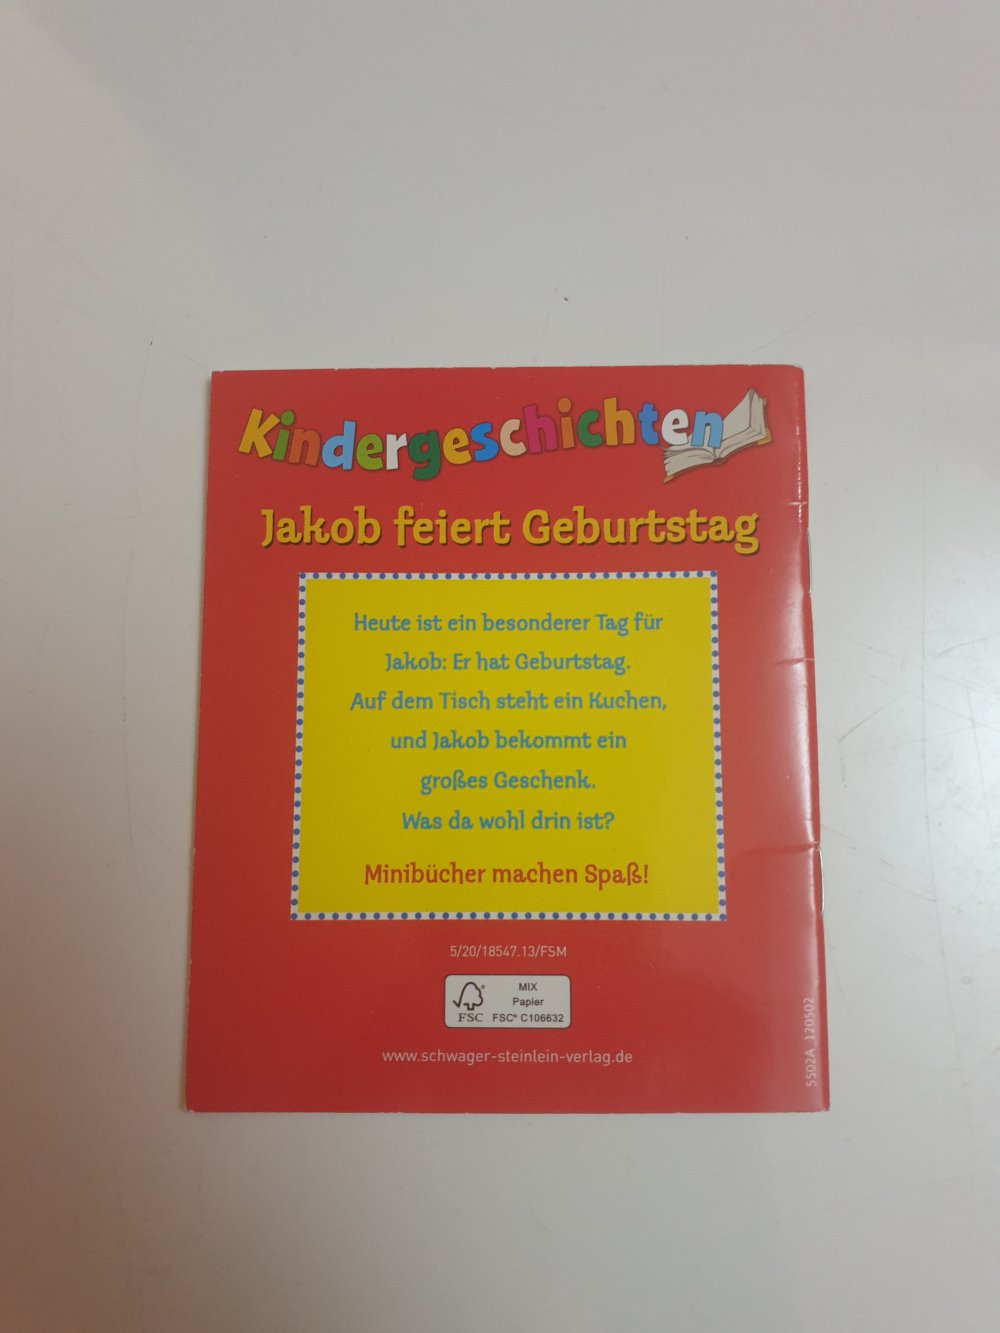 Kindergeschichten
Jakob feiert Geburtstag
Heute ist ein besonderer Tag für
Jakob: Er hat Geburtstag.
Auf dem Tisch steht ein Kuchen,
und Jakob bekommt ein
großes Geschenk.
Was da wohl drin ist?
Minibücher machen Spaß!
5/20/18547.13/FSM
MIX
Papier
FSC® C106632
FSC
www.schwager-steinlein-verlag.de
5502A_120502